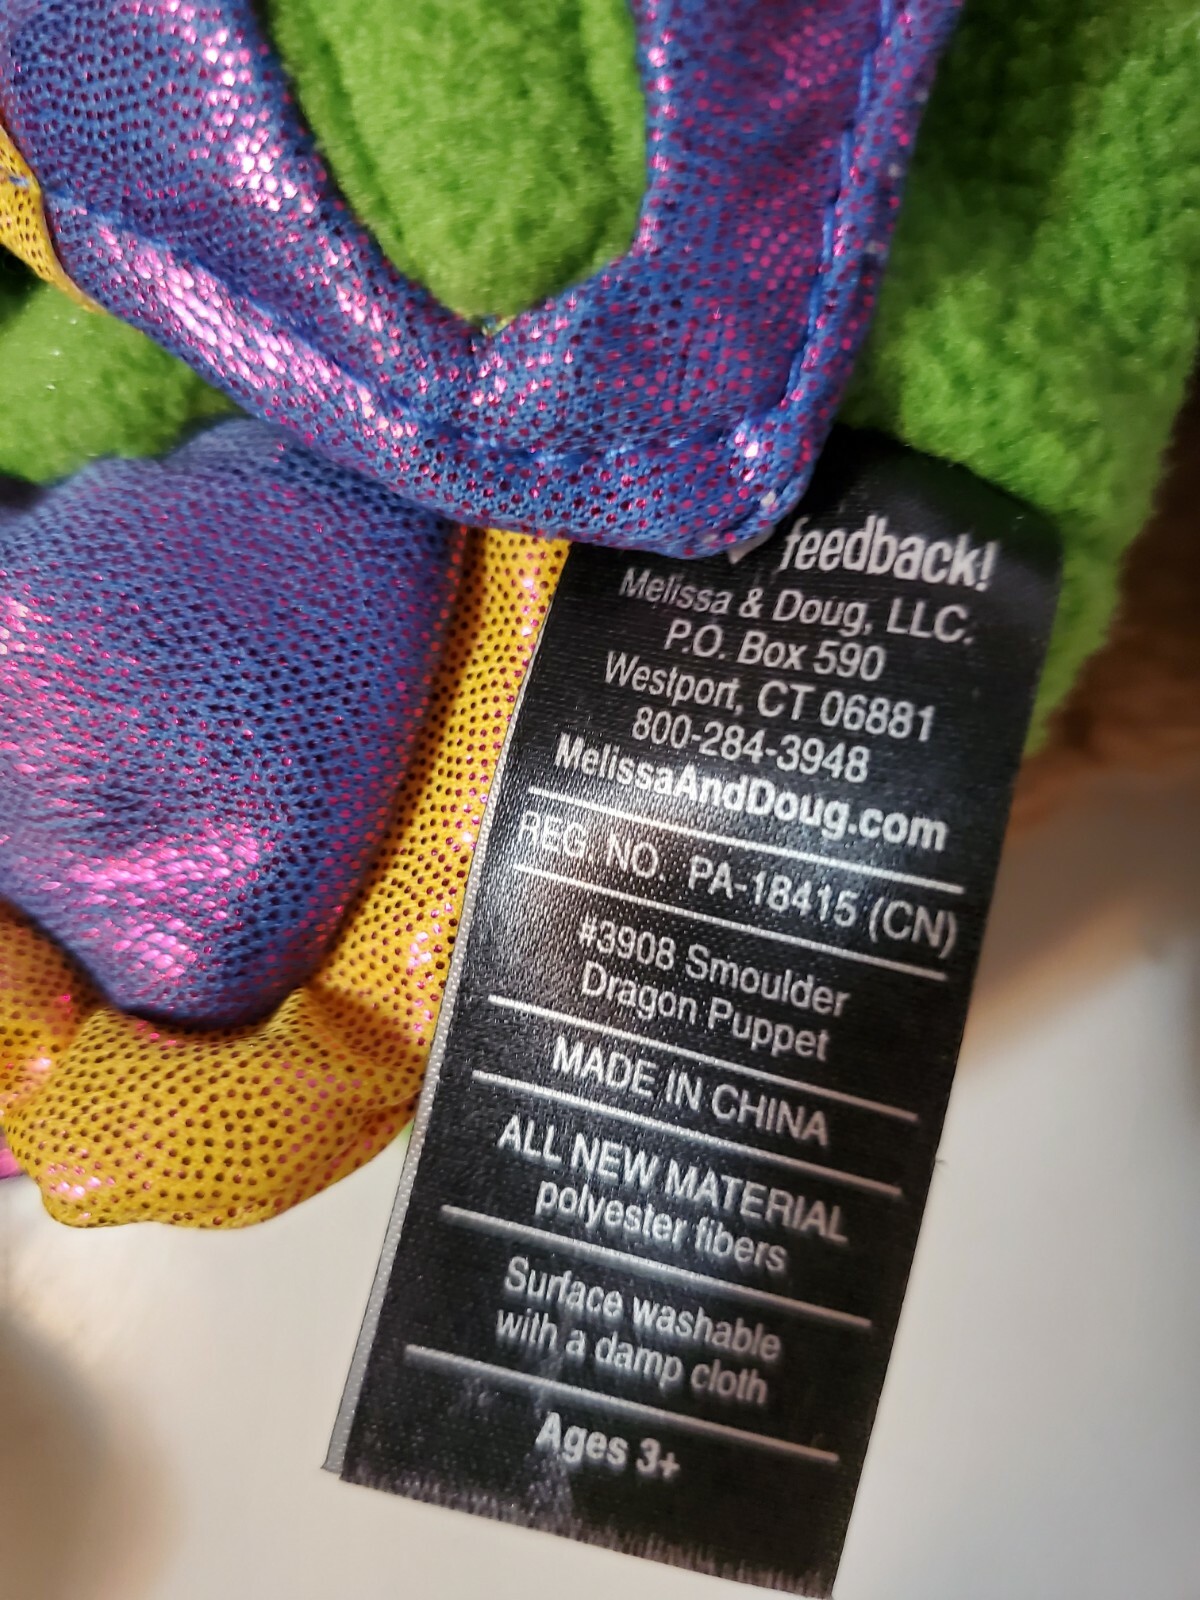 feedback!
Melissa & Doug, LLC.
P.O. Box 590
Westport, CT 06881
800-284-3948
MelissaAndDoug.com
REG. NO. PA-18415 (CN)
#3908 Smoulder
Dragon Puppet
MADE IN CHINA
ALL NEW MATERIAL
polyester fibers
Surface washable
with a damp cloth
Ages 3+